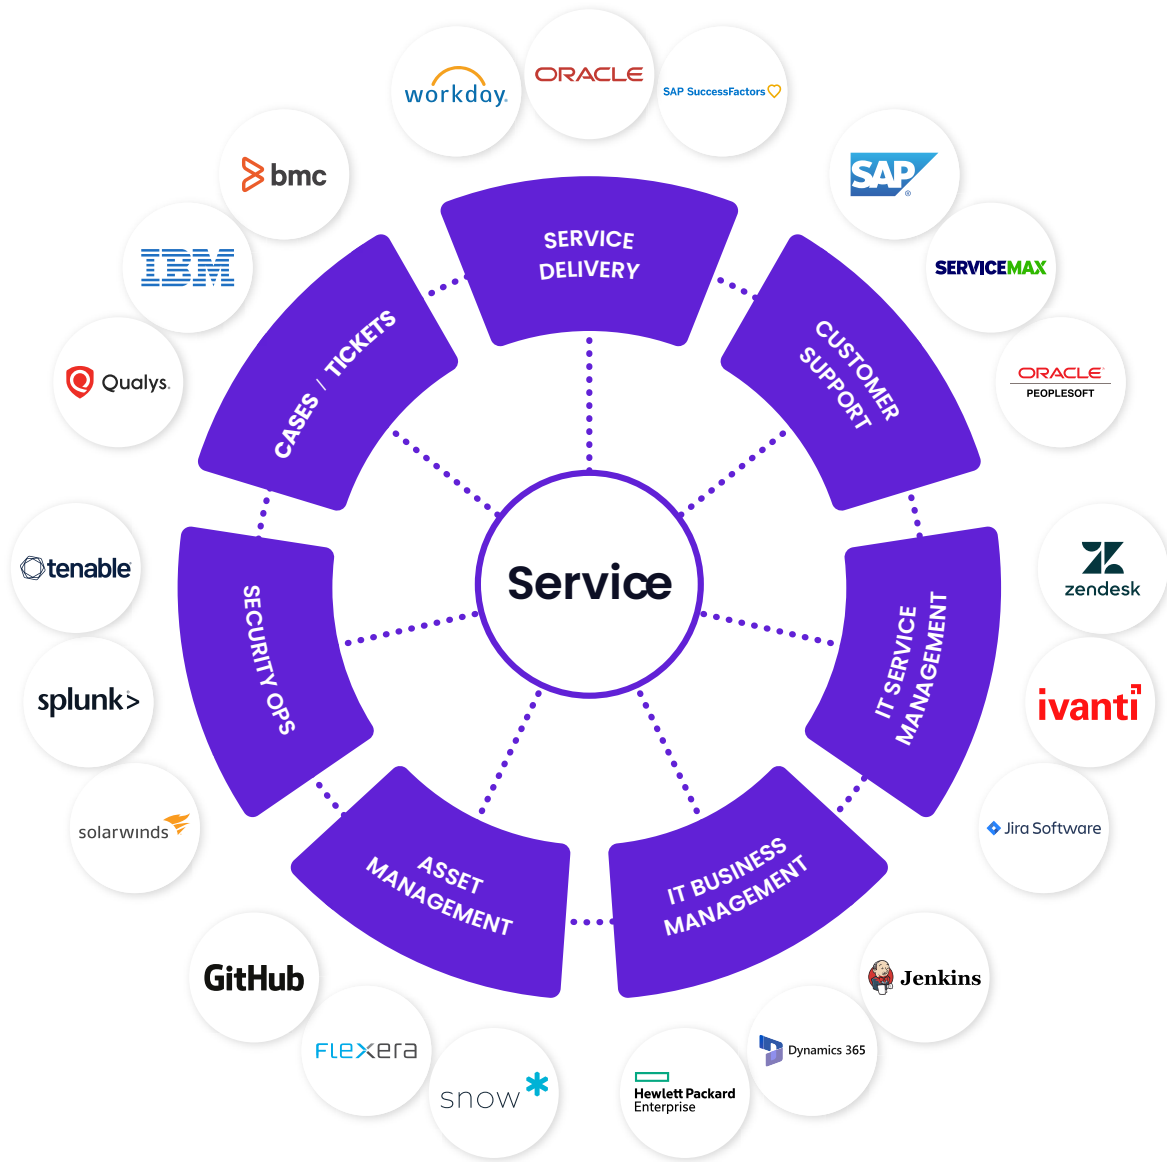 workday.
ORACLE
SAP SuccessFactors
SAP
®
SERVICEMAX
ORACLE
PEOPLESOFT
zendesk
ivanti
Jira Software
Jenkins
Dynamics 365
Hewlett Packard
Enterprise
snow
FLEXERA
GitHub
solarwinds
splunk>
tenable
Qualys.
IBM
bmc
SERVICE
DELIVERY
CUSTOMER
SUPPORT
IT SERVICE
MANAGEMENT
IT BUSINESS
MANAGEMENT
ASSET
MANAGEMENT
SECURITY OPS
CASES / TICKETS
Service